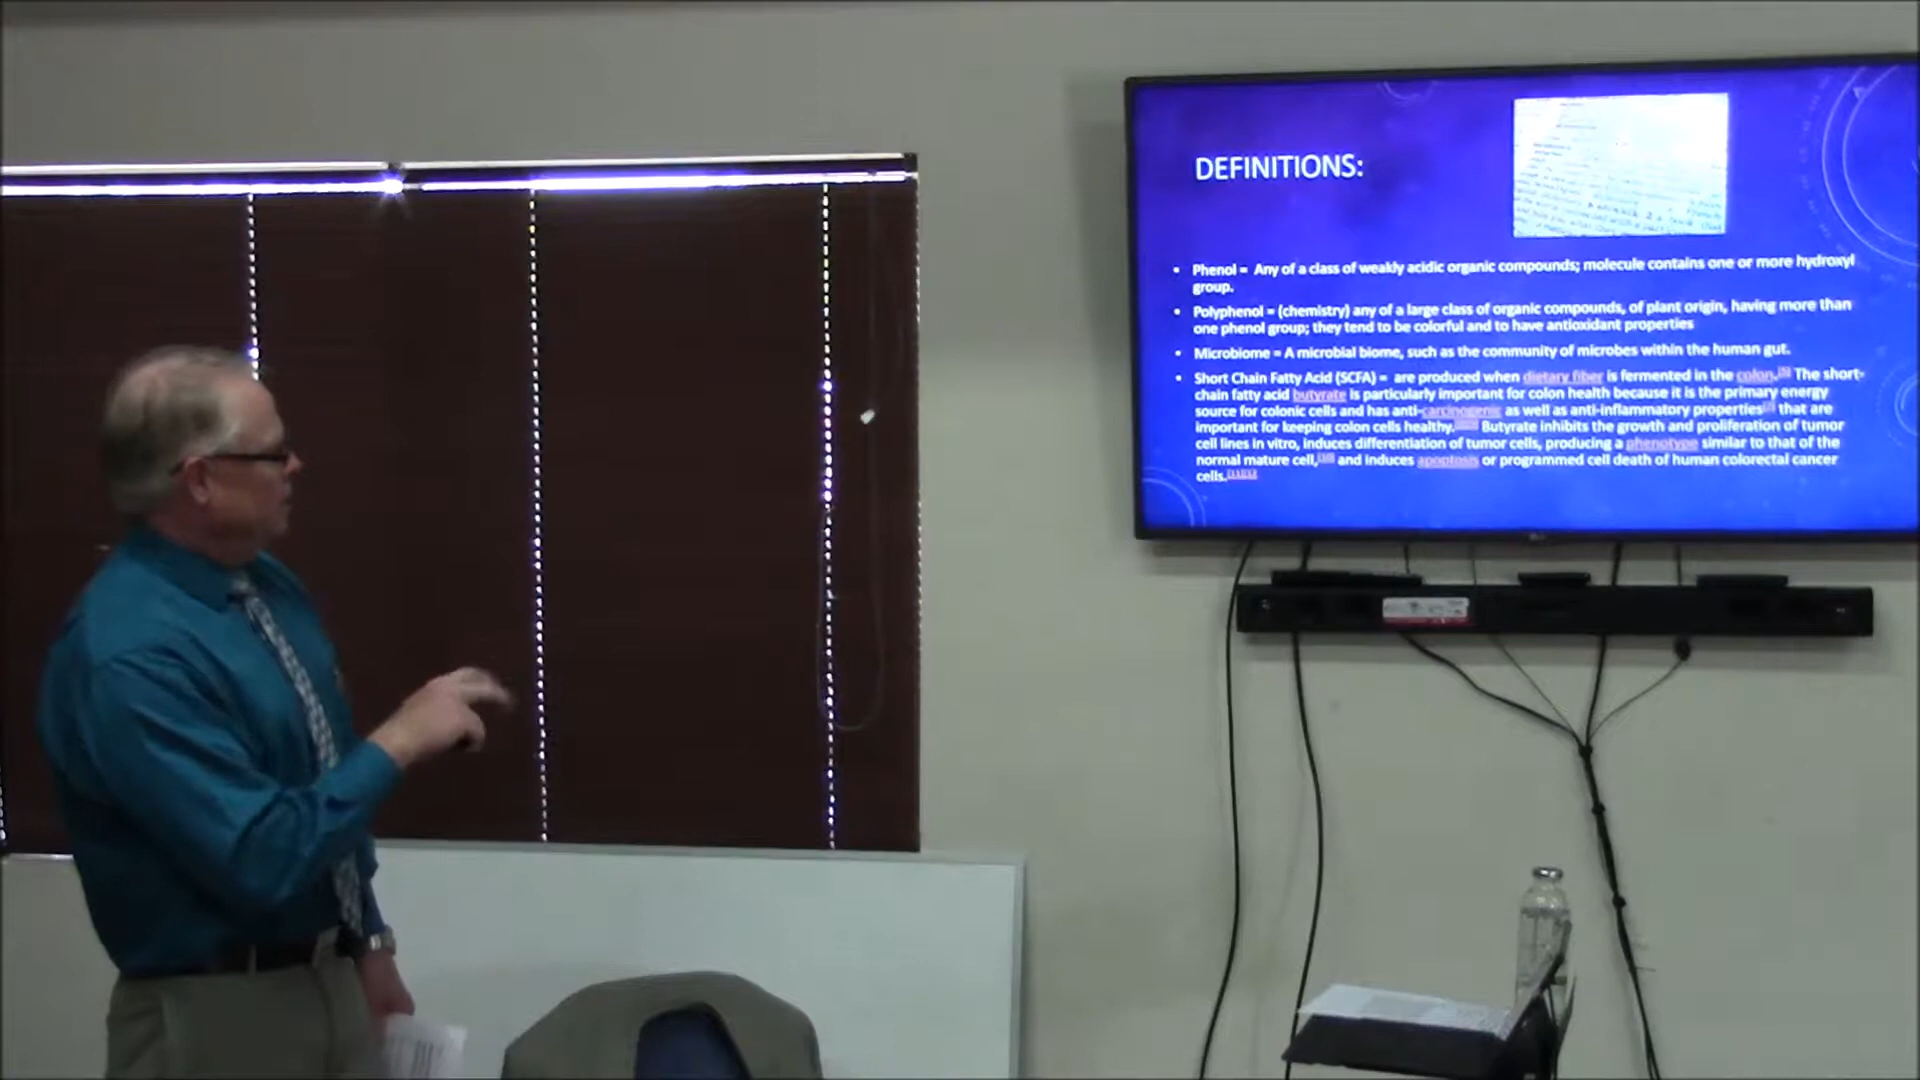 DEFINITIONS:
• Phenol = Any of a class of weakly acidic organic compounds; molecule contains one or more hydroxyl
group.
• Polyphenol = (chemistry) any of a large class of organic compounds, of plant origin, having more than
one phenol group; they tend to be colorful and to have antioxidant properties
• Microbiome = A microbial biome, such as the community of microbes within the human gut.
• Short Chain Fatty Acid (SCFA) = are produced when dietary fiber is fermented in the colon.[5] The short-
chain fatty acid butyrate is particularly important for colon health because it is the primary energy
source for colonic cells and has anti-carcinogenic as well as anti-inflammatory properties that are
important for keeping colon cells healthy. Butyrate inhibits the growth and proliferation of tumor
cell lines in vitro, induces differentiation of tumor cells, producing a phenotype similar to that of the
normal mature cell,[10] and induces apoptosis or programmed cell death of human colorectal cancer
cells.[11][12]